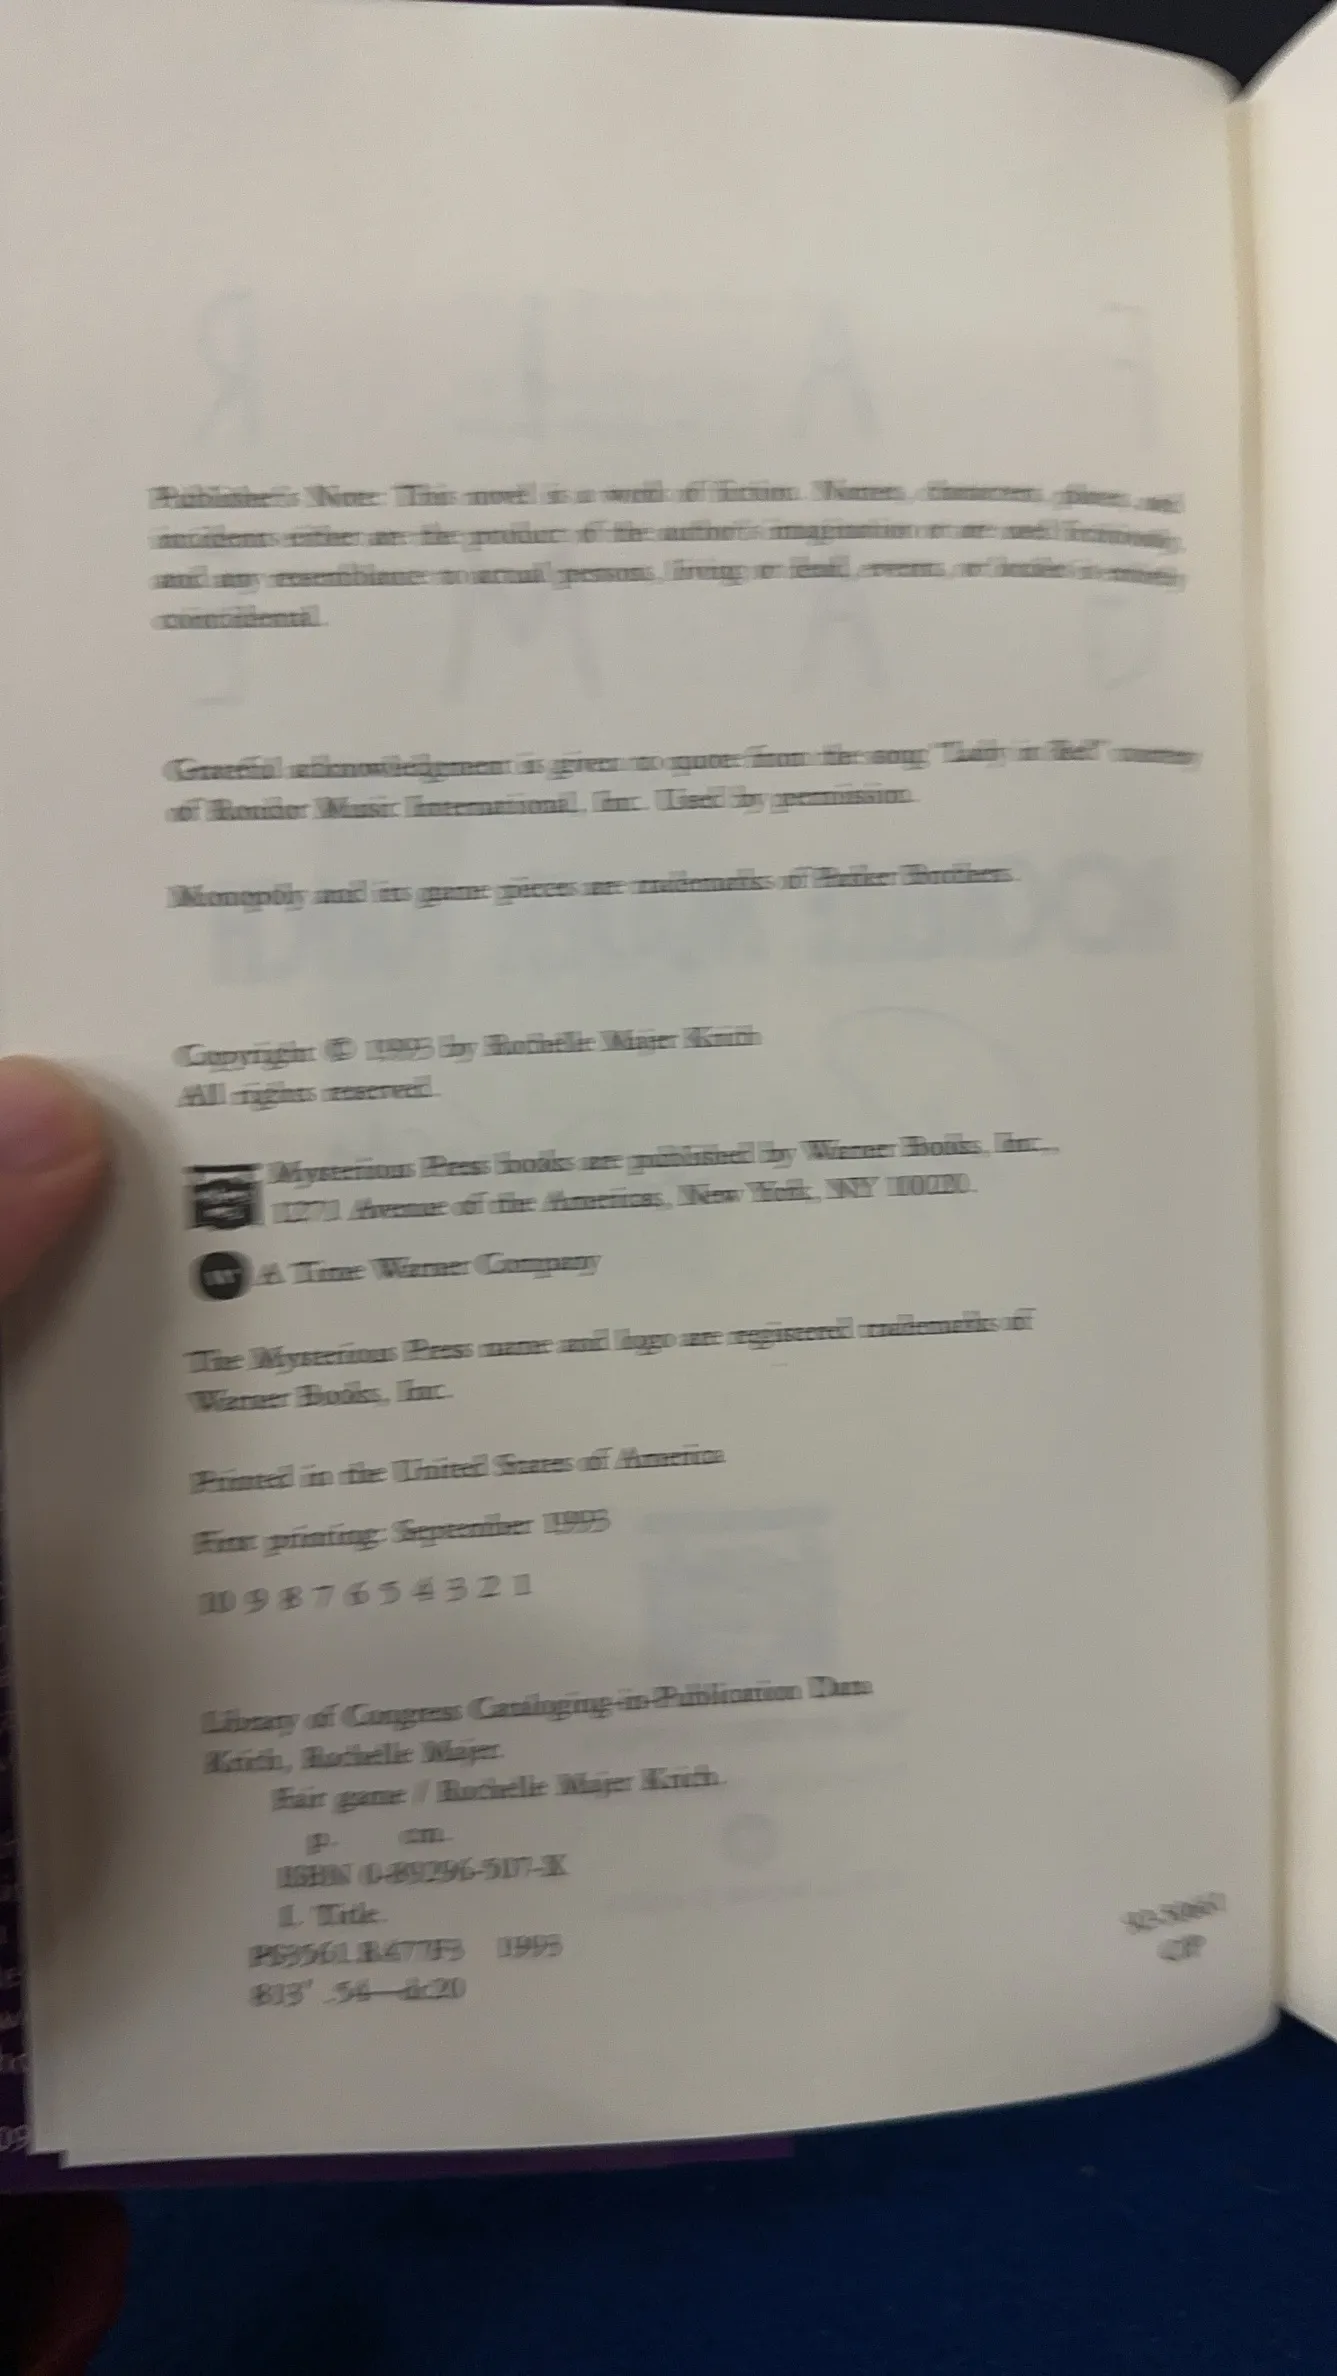 Publisher's Note: This novel is a work of fiction. Names, characters, places, and
incidents either are the product of the author's imagination or are used fictitiously,
and any resemblance to actual persons, living or dead, events, or locales is entirely
coincidental.
Grateful acknowledgment is given to quote from the song "Lady in Red" courtesy
of Rondor Music International, Inc. Used by permission.
Monopoly and its game pieces are trademarks of Parker Brothers.
Copyright © 1993 by Rochelle Majer Krich
All rights reserved.
Mysterious Press books are published by Warner Books, Inc.,
1271 Avenue of the Americas, New York, NY 10020.
A Time Warner Company
The Mysterious Press name and logo are registered trademarks of
Warner Books, Inc.
Printed in the United States of America
First printing: September 1993
10 9 8 7 6 5 4 3 2 1
Library of Congress Cataloging-in-Publication Data
Krich, Rochelle Majer.
Fair game / Rochelle Majer Krich.
p. cm.
ISBN 0-89296-507-X
I. Title.
PS3561.R477F3 1993
813'.54—dc20
CIP